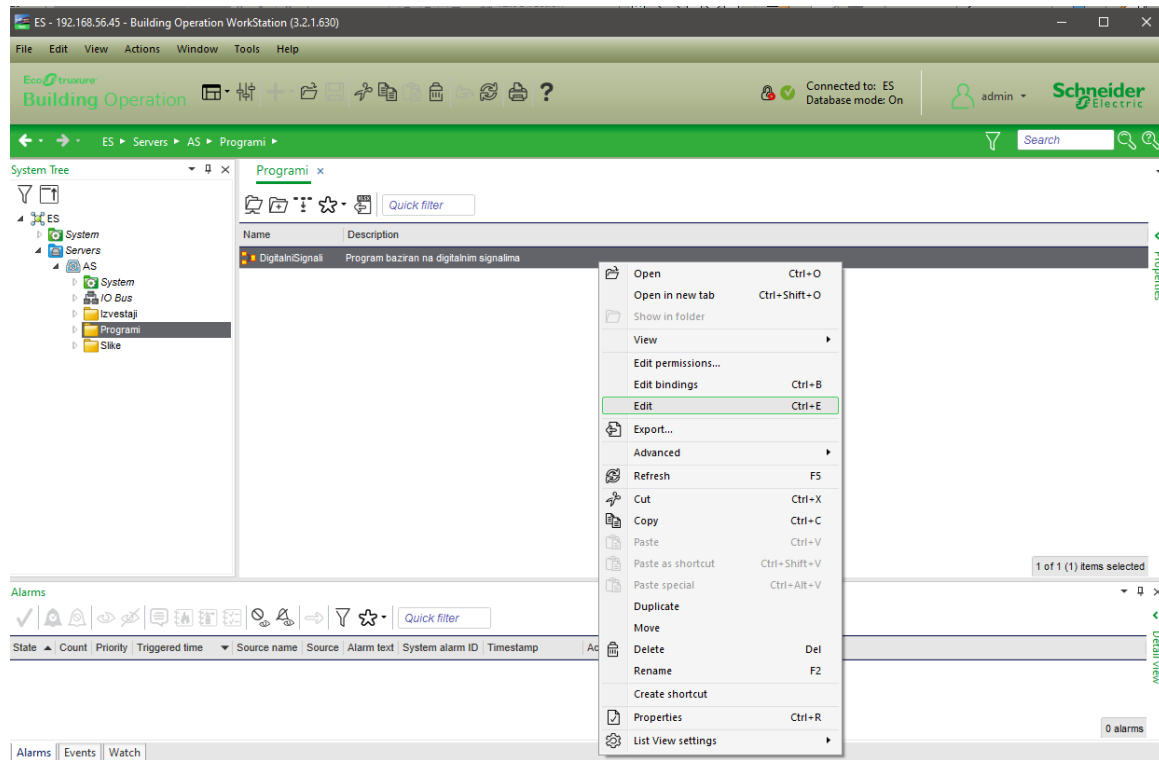 ES - 192.168.56.45 - Building Operation WorkStation (3.2.1.630)
File Edit View Actions Window Tools Help
EcoStruxure
Building Operation
Connected to: ES
Database mode: On
admin
Schneider
Electric
ES Servers AS Programi
Search
System Tree
ES
System
Servers
AS
System
IO Bus
Izvestaji
Programi
Slike
Programi
Quick filter
Name Description
DigitalniSignali Program baziran na digitalnim signalima
Open Ctrl+O
Open in new tab Ctrl+Shift+O
Show in folder
View
Edit permissions...
Edit bindings Ctrl+B
Edit Ctrl+E
Export...
Advanced
Refresh F5
Cut Ctrl+X
Copy Ctrl+C
Paste Ctrl+V
Paste as shortcut Ctrl+Shift+V
Paste special Ctrl+Alt+V
Duplicate
Move
Delete Del
Rename F2
Create shortcut
Properties Ctrl+R
List View settings
Properties
1 of 1 (1) items selected
Alarms
Quick filter
State Count Priority Triggered time Source name Source Alarm text System alarm ID Timestamp
Detail view
0 alarms
Alarms Events Watch